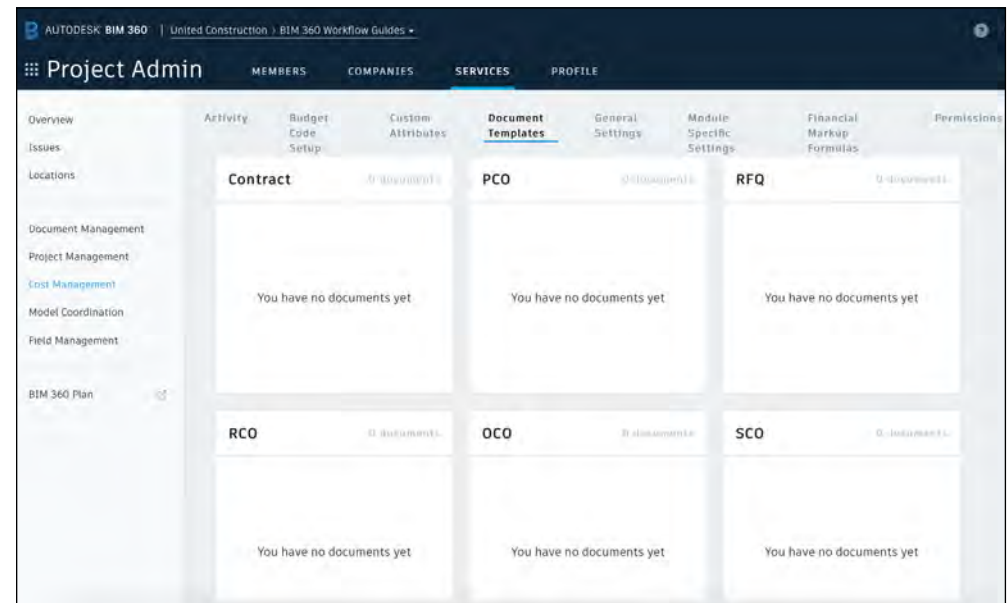 AUTODESK BIM 360 | United Construction > BIM 360 Workflow Guides
Project Admin MEMBERS COMPANIES SERVICES PROFILE
Overview
Issues
Locations
Document Management
Project Management
Cost Management
Model Coordination
Field Management
BIM 360 Plan
Activity
Budget Code Setup
Custom Attributes
Document Templates
General Settings
Module Specific Settings
Financial Markup Formulas
Permissions
Contract 0 documents
PCO 0 documents
RFQ 0 documents
You have no documents yet
You have no documents yet
You have no documents yet
RCO 0 documents
OCO 0 documents
SCO 0 documents
You have no documents yet
You have no documents yet
You have no documents yet